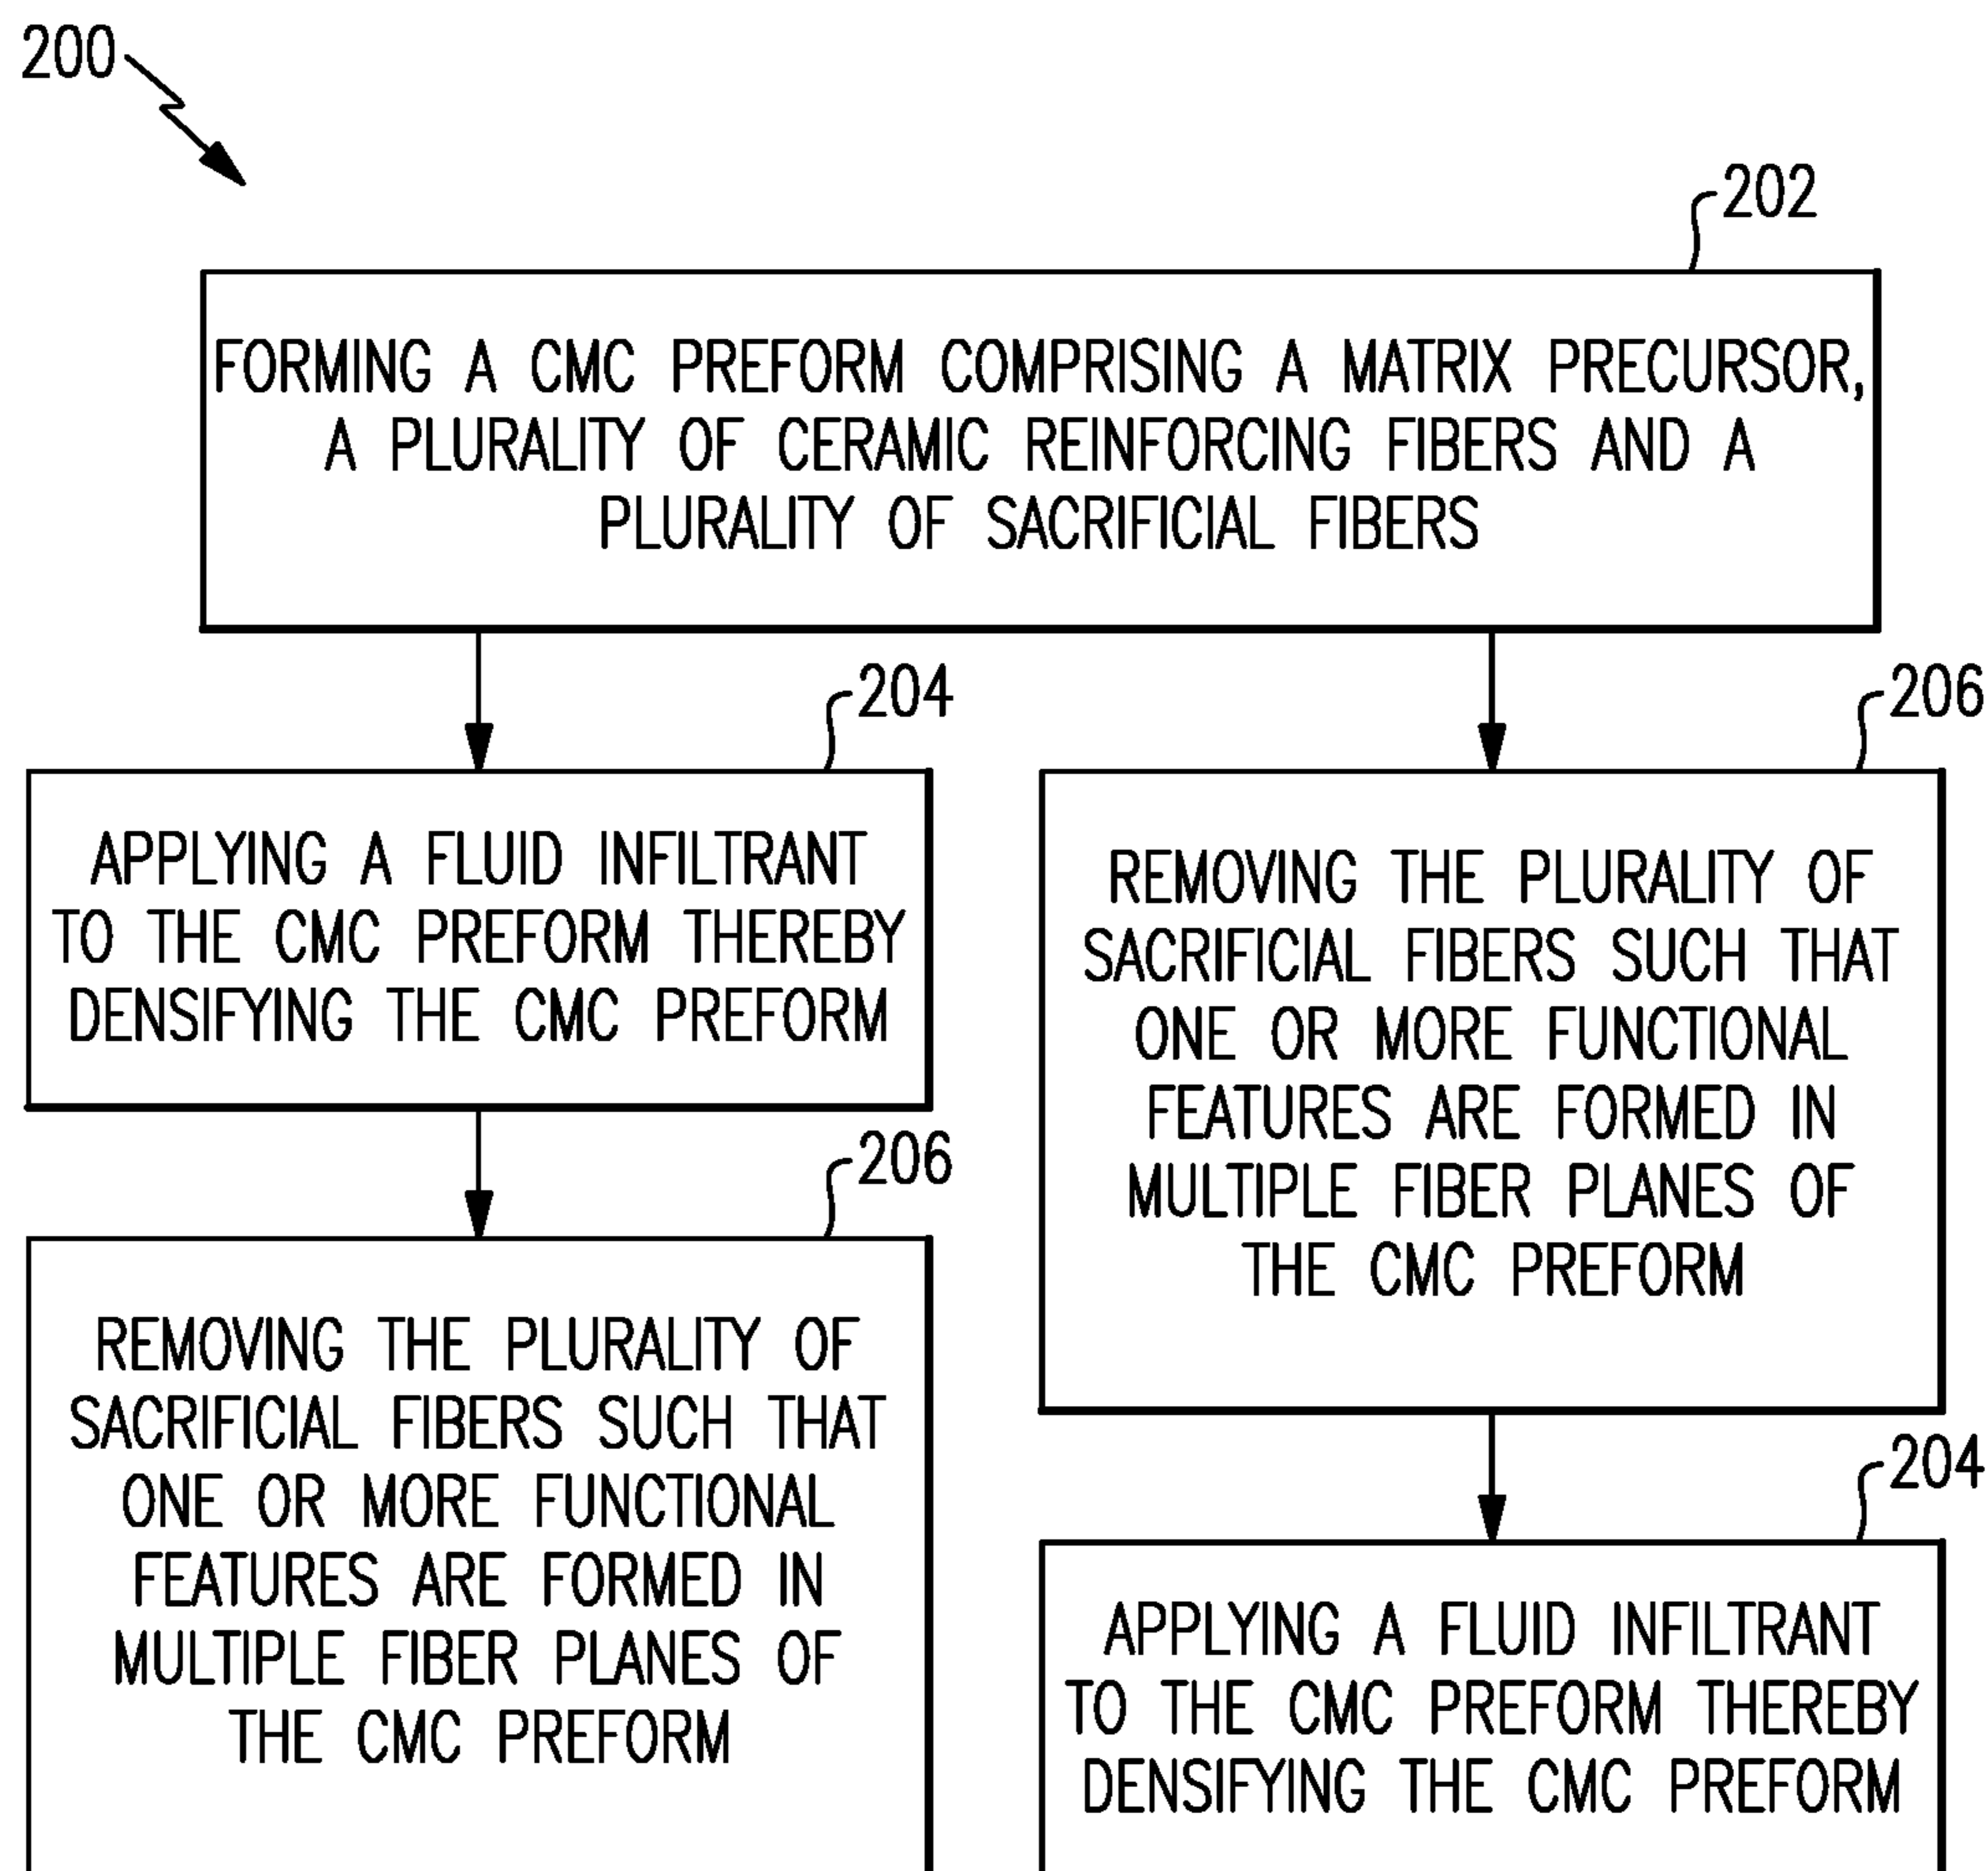 200
202
FORMING A CMC PREFORM COMPRISING A MATRIX PRECURSOR,
A PLURALITY OF CERAMIC REINFORCING FIBERS AND A
PLURALITY OF SACRIFICIAL FIBERS
204
APPLYING A FLUID INFILTRANT
TO THE CMC PREFORM THEREBY
DENSIFYING THE CMC PREFORM
206
REMOVING THE PLURALITY OF
SACRIFICIAL FIBERS SUCH THAT
ONE OR MORE FUNCTIONAL
FEATURES ARE FORMED IN
MULTIPLE FIBER PLANES OF
THE CMC PREFORM
206
REMOVING THE PLURALITY OF
SACRIFICIAL FIBERS SUCH THAT
ONE OR MORE FUNCTIONAL
FEATURES ARE FORMED IN
MULTIPLE FIBER PLANES OF
THE CMC PREFORM
204
APPLYING A FLUID INFILTRANT
TO THE CMC PREFORM THEREBY
DENSIFYING THE CMC PREFORM